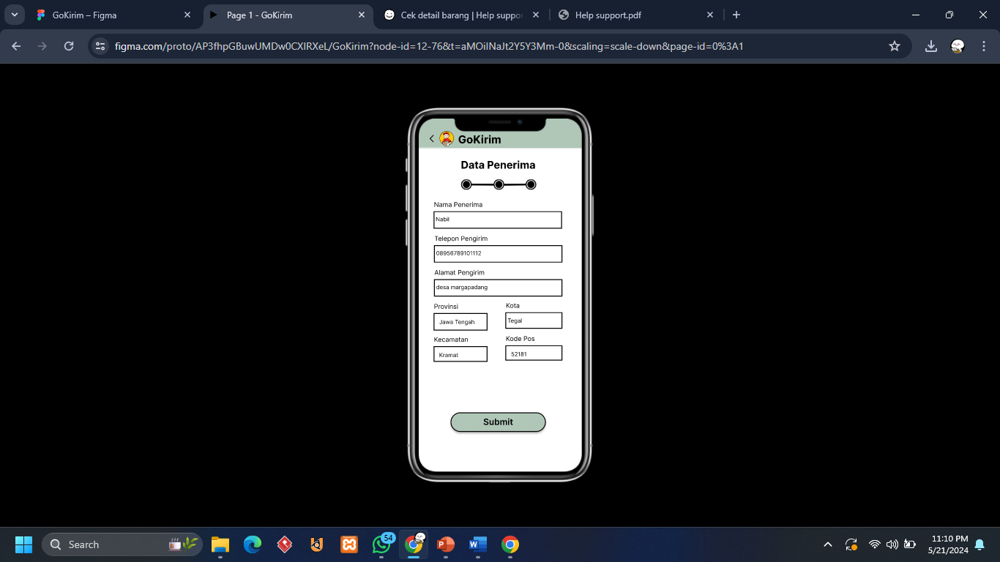 GoKirim – Figma
Page 1 - GoKirim
Cek detail barang | Help suppo
Help support.pdf
figma.com/proto/AP3fhpGBuwUMDw0CXlRXeL/GoKirim?node-id=12-76&t=aMOilNaJt2Y5Y3Mm-0&scaling=scale-down&page-id=0%3A1
GoKirim
Data Penerima
Nama Penerima
Nabil
Telepon Pengirim
08956789101112
Alamat Pengirim
desa margapadang
Provinsi Kota
Jawa Tengah Tegal
Kecamatan Kode Pos
Kramat 52181
Submit
Search
54
11:10 PM
5/21/2024